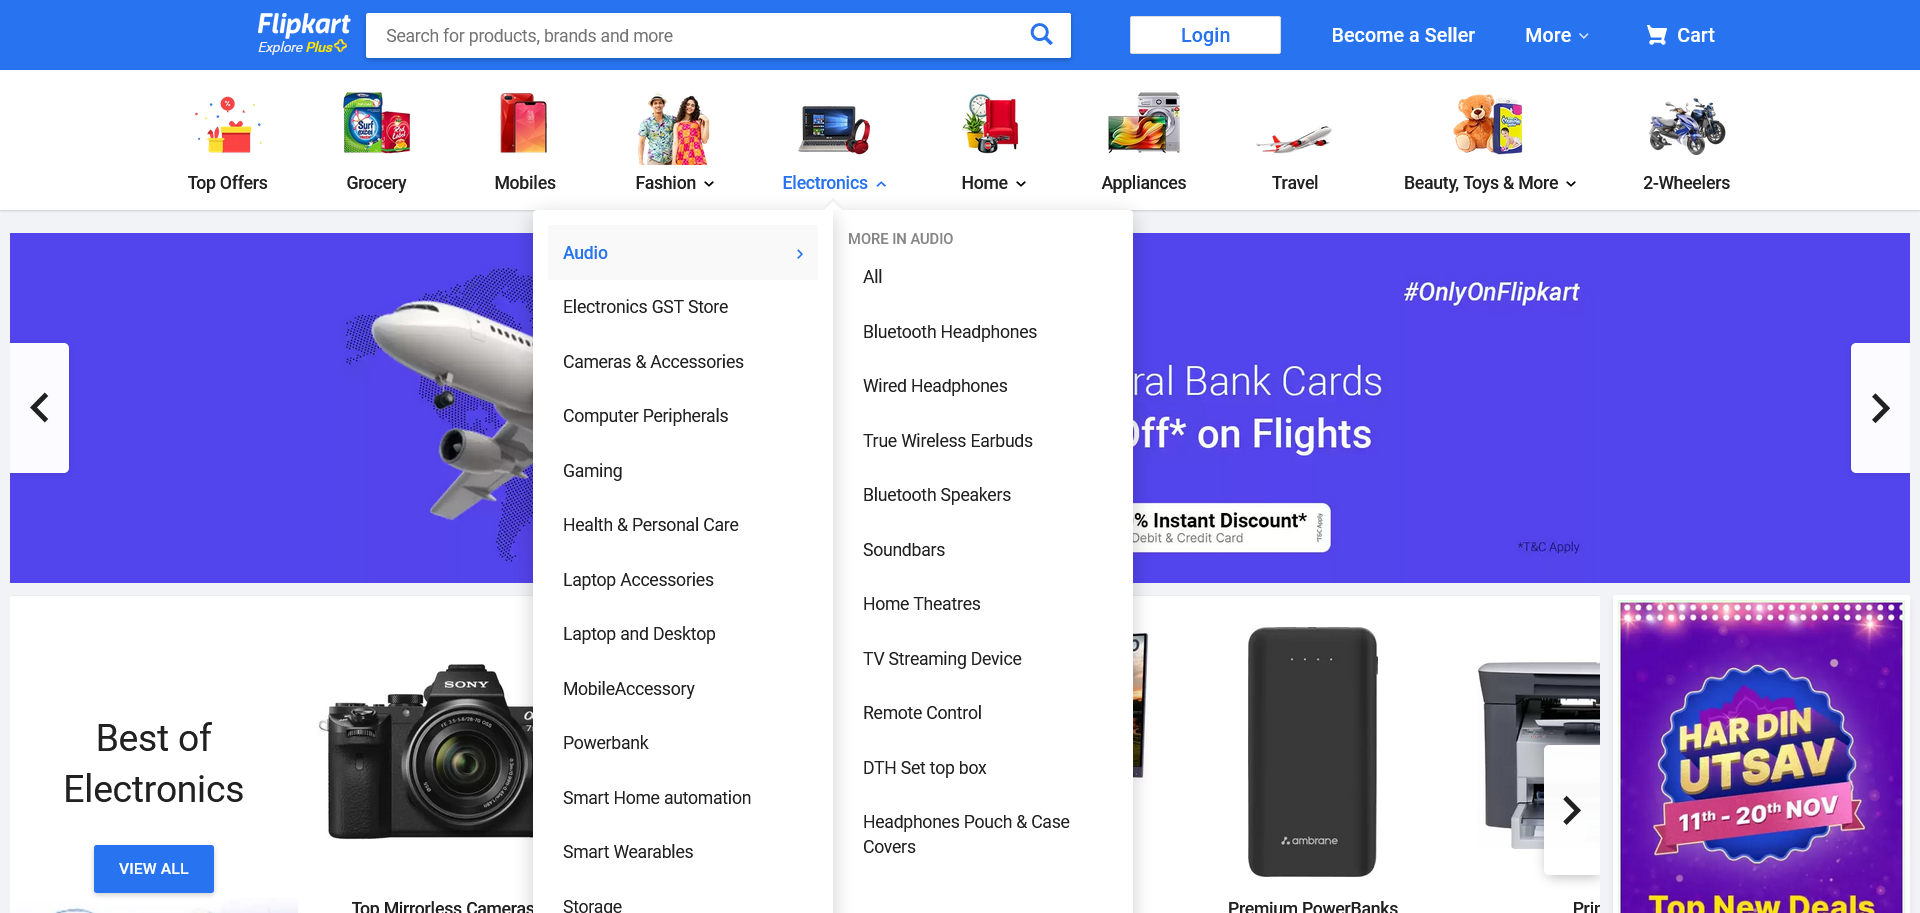 Flipkart
Explore Plus
Search for products, brands and more
Login
Become a Seller
More
Cart
Top Offers
Grocery
Mobiles
Fashion
Electronics
Home
Appliances
Travel
Beauty, Toys & More
2-Wheelers
Audio
Electronics GST Store
Cameras & Accessories
Computer Peripherals
Gaming
Health & Personal Care
Laptop Accessories
Laptop and Desktop
MobileAccessory
Powerbank
Smart Home automation
Smart Wearables
Storage
MORE IN AUDIO
All
Bluetooth Headphones
Wired Headphones
True Wireless Earbuds
Bluetooth Speakers
Soundbars
Home Theatres
TV Streaming Device
Remote Control
DTH Set top box
Headphones Pouch & Case
Covers
#OnlyOnFlipkart
ral Bank Cards
Off* on Flights
% Instant Discount*
Debit & Credit Card
*T&C Apply
*T&C Apply
Best of
Electronics
VIEW ALL
SONY
Top Mirrorless Cameras
ambrane
Premium PowerBanks
Prir
HAR DIN
UTSAV
11th - 20th NOV
Top New Deals